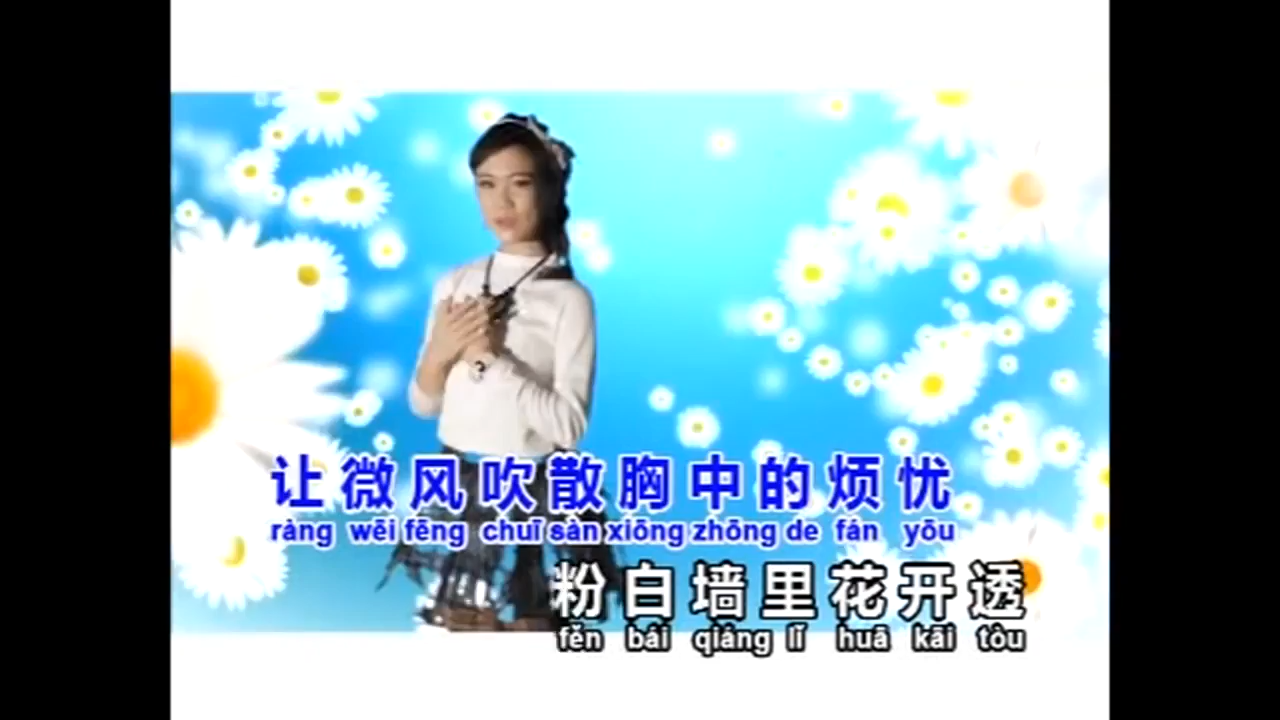 让微风吹散胸中的烦忧
ràng wēi fēng chuī sàn xiōng zhōng de fán yōu
粉白墙里花开透
fěn bái qiáng lǐ huā kāi tòu